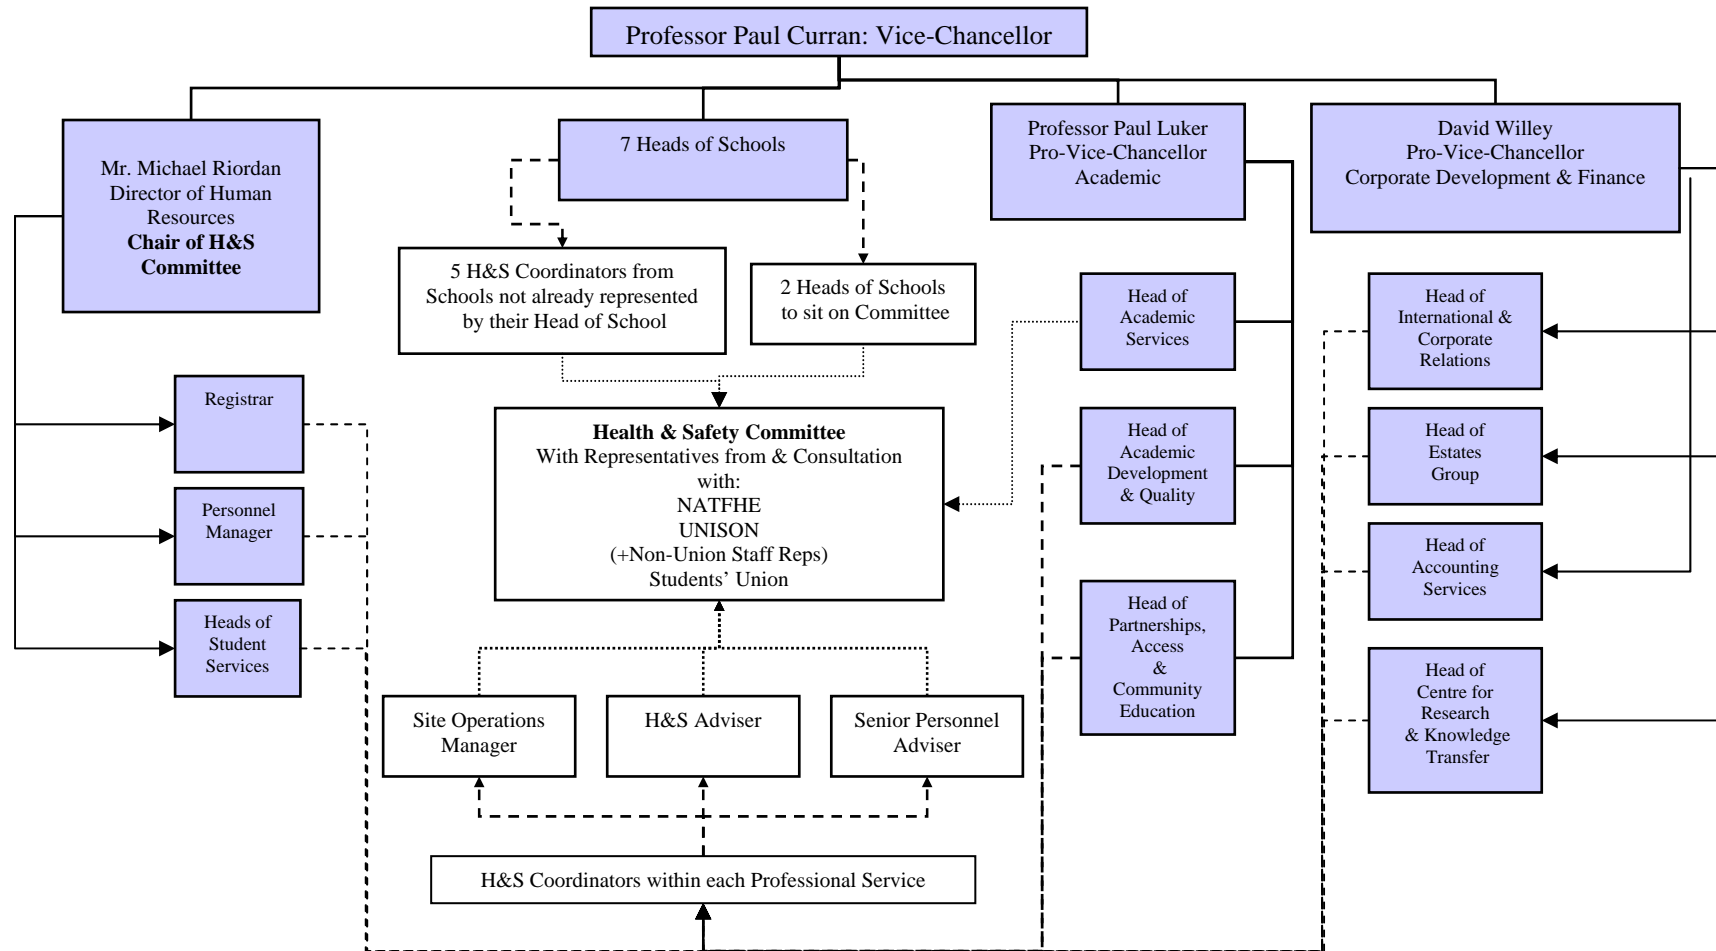 Professor Paul Curran: Vice-Chancellor
Mr. Michael Riordan
Director of Human
Resources
Chair of H&S
Committee
7 Heads of Schools
Professor Paul Luker
Pro-Vice-Chancellor
Academic
David Willey
Pro-Vice-Chancellor
Corporate Development & Finance
5 H&S Coordinators from
Schools not already represented
by their Head of School
2 Heads of Schools
to sit on Committee
Head of
Academic
Services
Head of
International &
Corporate
Relations
Registrar
Health & Safety Committee
With Representatives from & Consultation
with:
NATFHE
UNISON
(+Non-Union Staff Reps)
Students’ Union
Head of
Academic
Development
& Quality
Head of
Estates
Group
Personnel
Manager
Head of
Accounting
Services
Heads of
Student
Services
Head of
Partnerships,
Access
&
Community
Education
Head of
Centre for
Research
& Knowledge
Transfer
Site Operations
Manager
H&S Adviser
Senior Personnel
Adviser
H&S Coordinators within each Professional Service